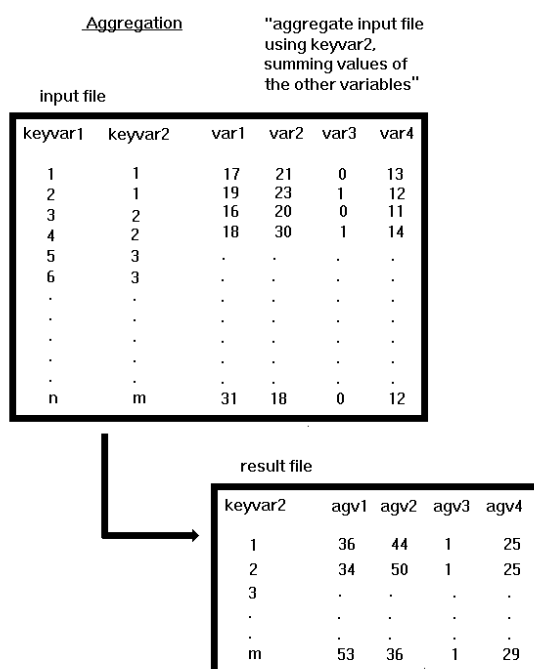 Aggregation
"aggregate input file
using keyvar2,
summing values of
the other variables"
input file
keyvar1 keyvar2 var1 var2 var3 var4
1 1 17 21 0 13
2 1 19 23 1 12
3 2 16 20 0 11
4 2 18 30 1 14
5 3 . . . .
6 3 . . . .
. . . . . .
. . . . . .
. . . . . .
. . . . . .
. . . . . .
n m 31 18 0 12
result file
keyvar2 agv1 agv2 agv3 agv4
1 36 44 1 25
2 34 50 1 25
3 . . . .
. . . . .
. . . . .
m 53 36 1 29